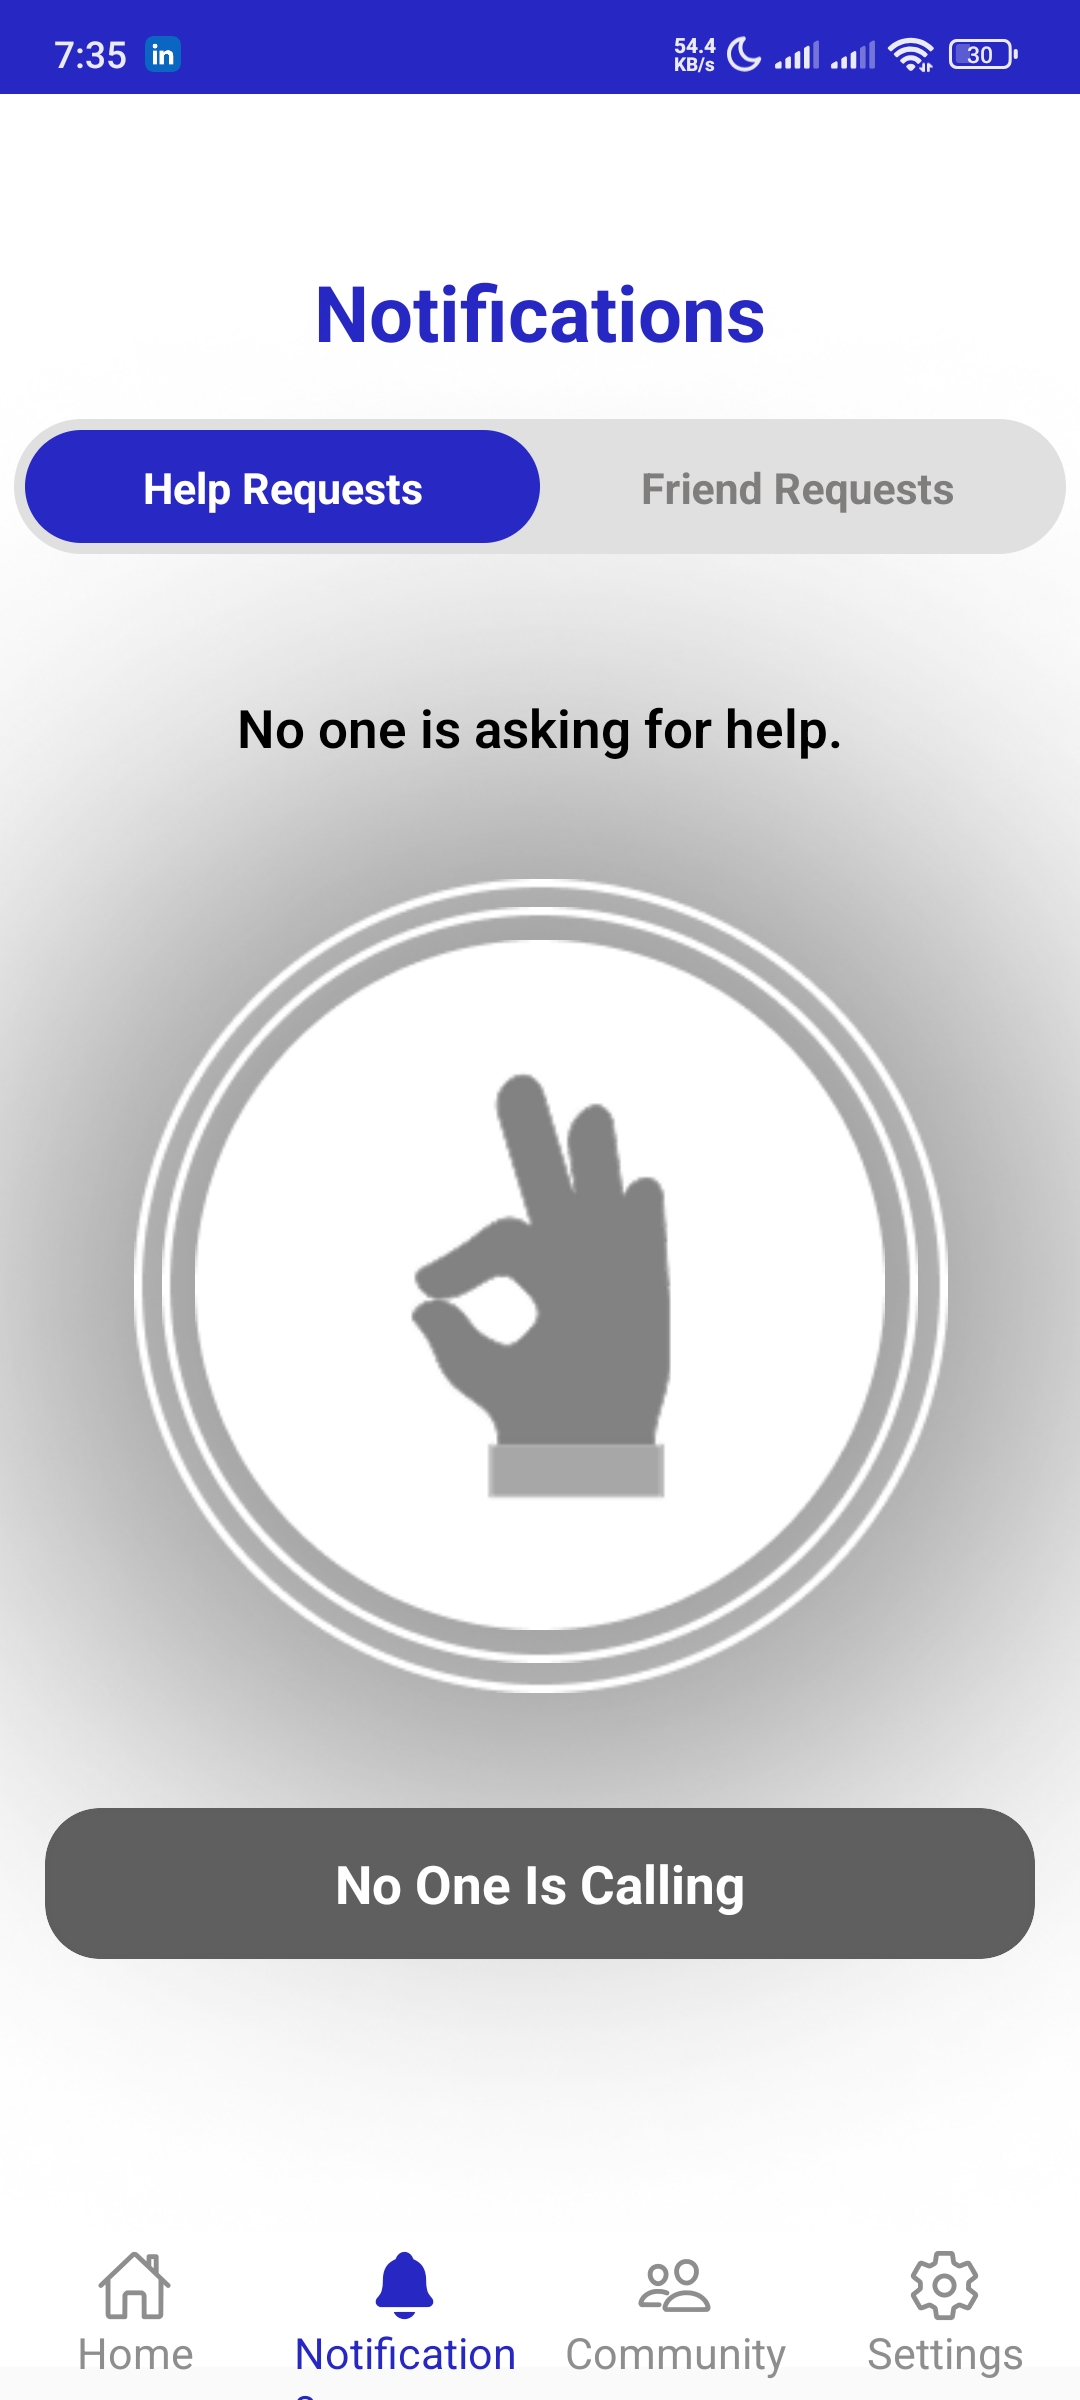 7:35
in
54.4
KB/s
30
Notifications
Help Requests
Friend Requests
No one is asking for help.
No One Is Calling
Home
Notification
Community
Settings